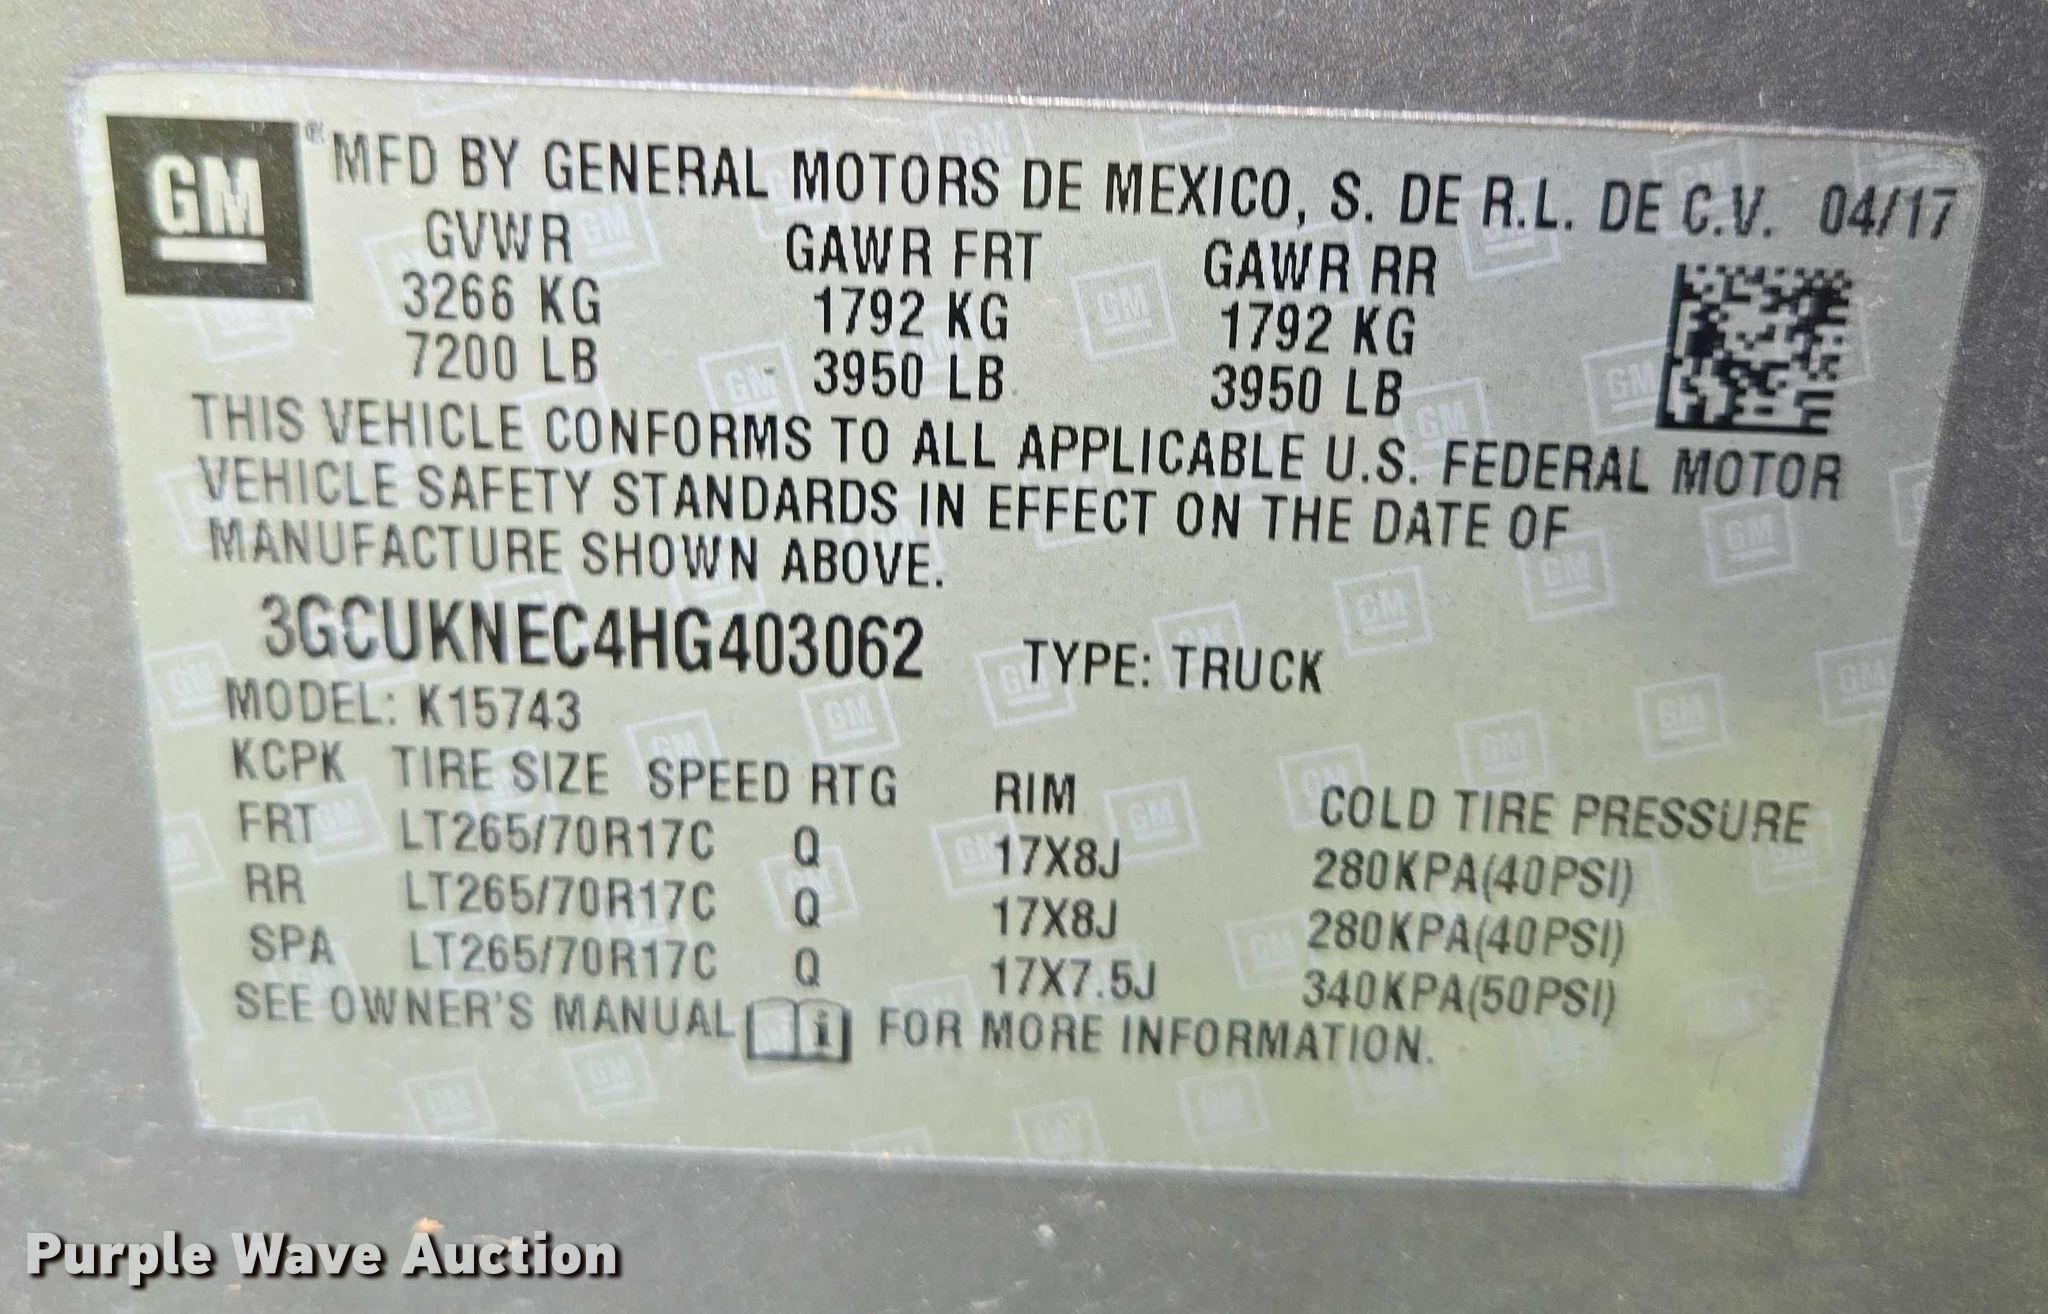 GM ® MFD BY GENERAL MOTORS DE MEXICO, S. DE R.L. DE C.V. 04/17
GVWR GAWR FRT GAWR RR
3266 KG 1792 KG 1792 KG
7200 LB 3950 LB 3950 LB
THIS VEHICLE CONFORMS TO ALL APPLICABLE U.S. FEDERAL MOTOR
VEHICLE SAFETY STANDARDS IN EFFECT ON THE DATE OF
MANUFACTURE SHOWN ABOVE.
3GCUKNEC4HG403062 TYPE: TRUCK
MODEL: K15743
KCPK TIRE SIZE SPEED RTG RIM COLD TIRE PRESSURE
FRT LT265/70R17C Q 17X8J 280KPA(40PSI)
RR LT265/70R17C Q 17X8J 280KPA(40PSI)
SPA LT265/70R17C Q 17X7.5J 340KPA(50PSI)
SEE OWNER'S MANUAL i FOR MORE INFORMATION.
Purple Wave Auction